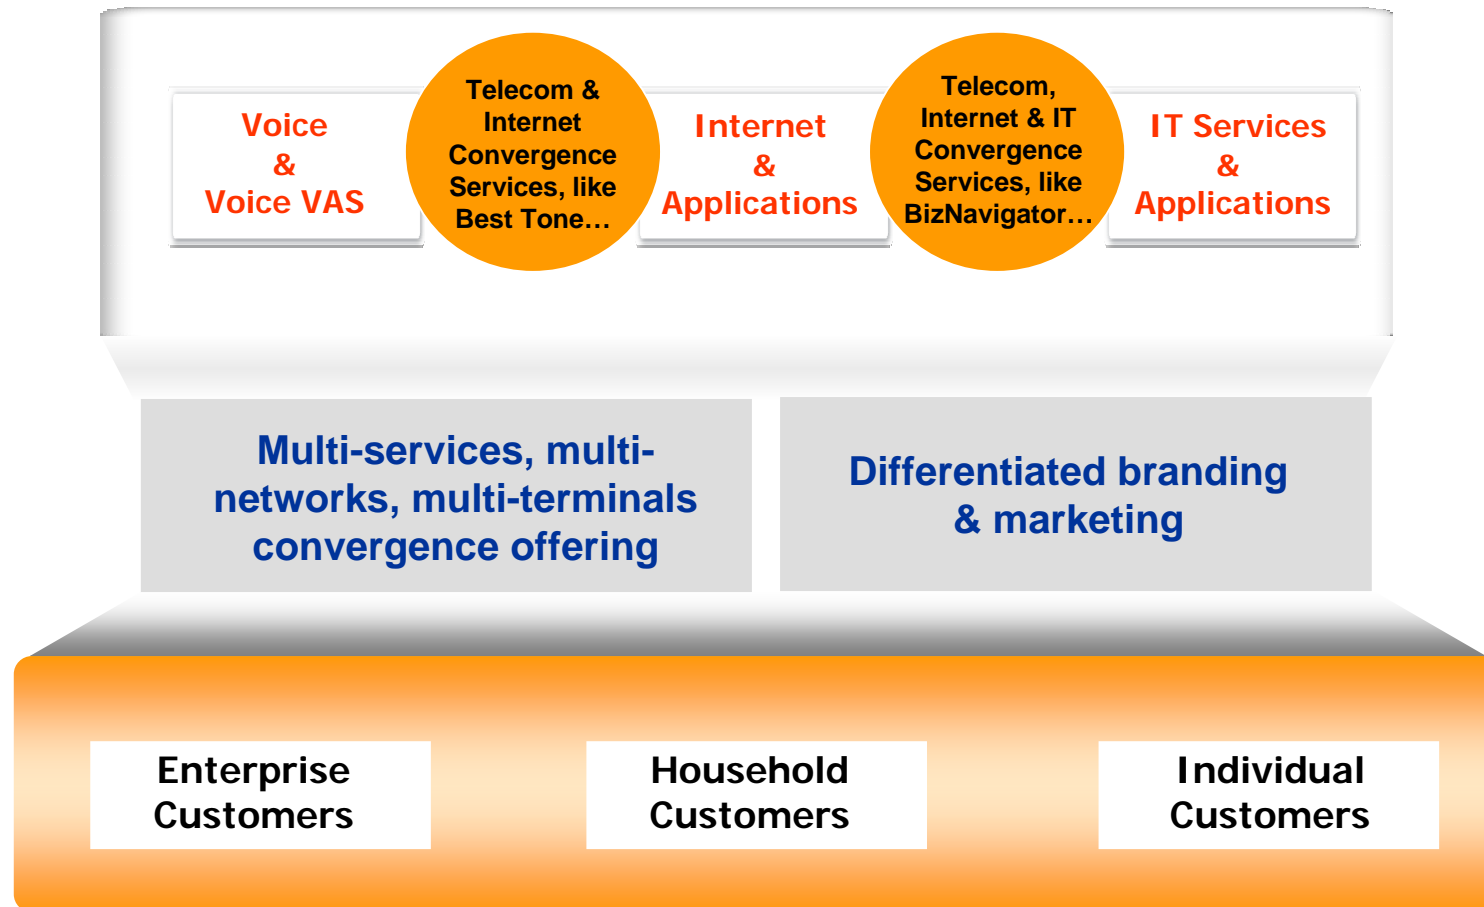 Voice
&
Voice VAS
Telecom &
Internet
Convergence
Services, like
Best Tone…
Internet
&
Applications
Telecom,
Internet & IT
Convergence
Services, like
BizNavigator…
IT Services
&
Applications
Multi-services, multi-
networks, multi-terminals
convergence offering
Differentiated branding
& marketing
Enterprise
Customers
Household
Customers
Individual
Customers